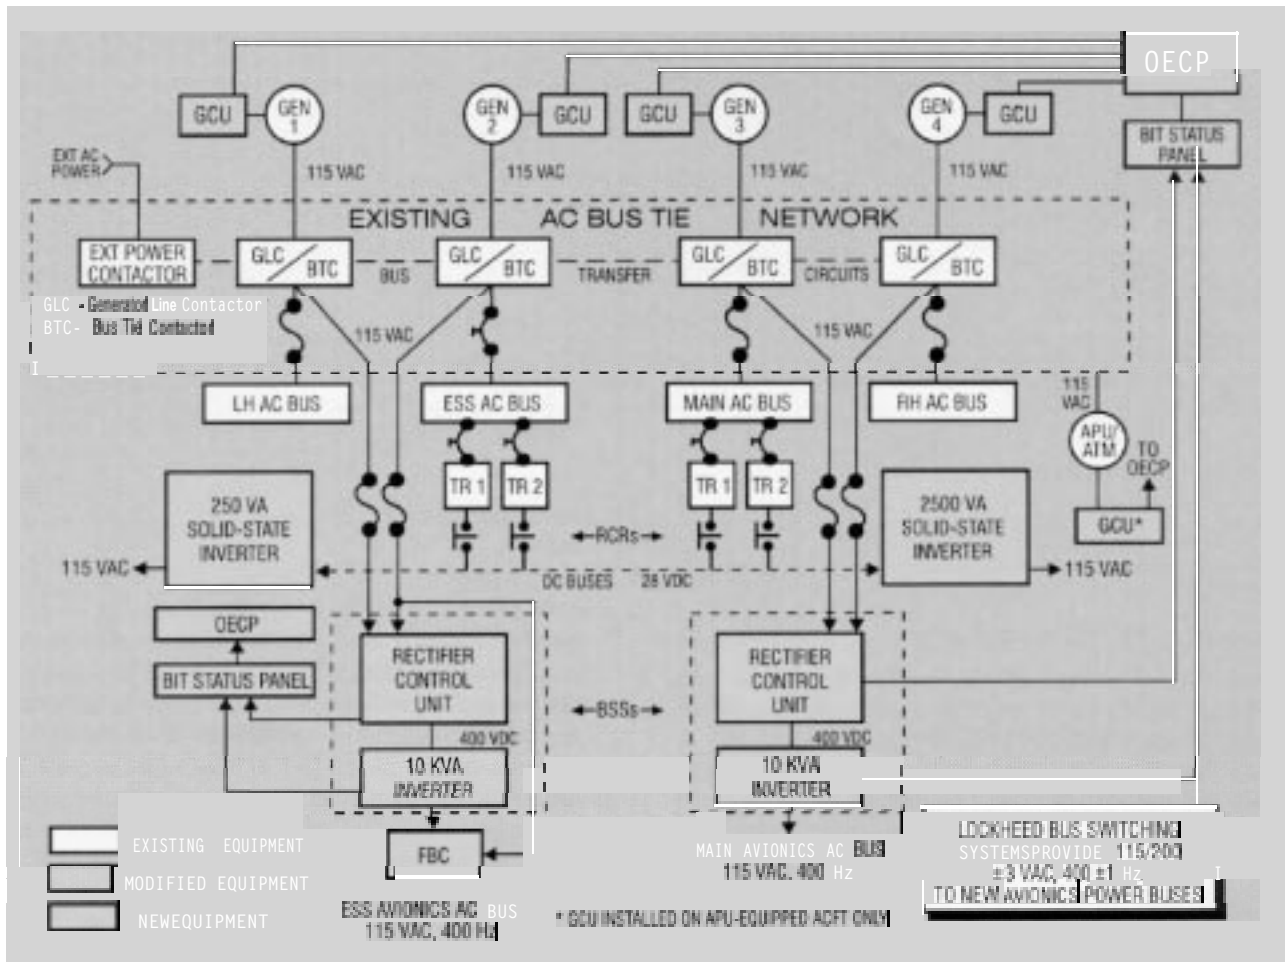 OECP
GCU
GEN
1
GEN
2
GCU
GCU
GEN
3
GEN
4
GCU
BIT STATUS
PANEL
EXT AC
POWER
115 VAC
115 VAC
115 VAC
115 VAC
EXISTING AC BUS TIE NETWORK
EXT POWER
CONTACTOR
GLC/BTC
BUS
GLC/BTC
TRANSFER
GLC/BTC
CIRCUITS
GLC/BTC
GLC - Generator Line Contactor
BTC- Bus Tie Contactor
115 VAC
115 VAC
LH AC BUS
ESS AC BUS
MAIN AC BUS
RH AC BUS
115
VAC
APU/
ATM
TO
OECP
GCU*
TR 1
TR 2
TR 1
TR 2
250 VA
SOLID-STATE
INVERTER
2500 VA
SOLID-STATE
INVERTER
RCRs
115 VAC
DC BUSES 28 VDC
115 VAC
OECP
BIT STATUS PANEL
RECTIFIER
CONTROL
UNIT
RECTIFIER
CONTROL
UNIT
BSSs
400 VDC
400 VDC
10 KVA
INVERTER
10 KVA
INVERTER
FBC
EXISTING EQUIPMENT
MODIFIED EQUIPMENT
NEWEQUIPMENT
ESS AVIONICS AC BUS
115 VAC, 400 Hz
MAIN AVIONICS AC BUS
115 VAC, 400 Hz
* GCU INSTALLED ON APU-EQUIPPED ACFT ONLY
LOCKHEED BUS SWITCHING
SYSTEMSPROVIDE 115/200
±3 VAC, 400 ±1 Hz
TO NEW AVIONICS POWER BUSES